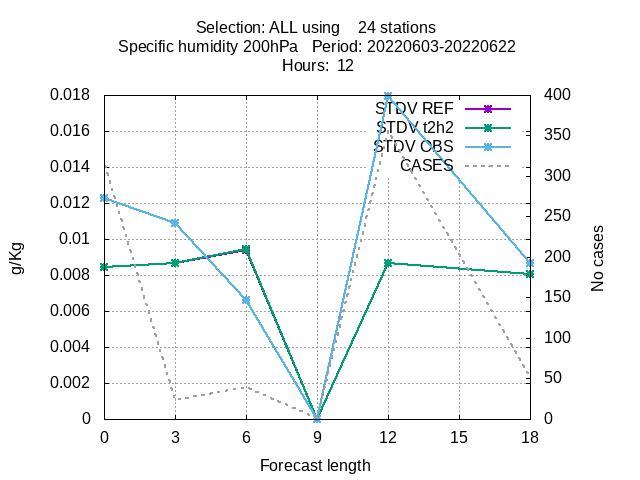 Selection: ALL using    24 stations
Specific humidity 200hPa   Period: 20220603-20220622
Hours:  12
0.018
0.016
0.014
0.012
0.01
0.008
0.006
0.004
0.002
0
g/Kg
STDV REF
STDV t2h2
STDV OBS
CASES
400
350
300
250
200
150
100
50
0
No cases
0 3 6 9 12 15 18
Forecast length